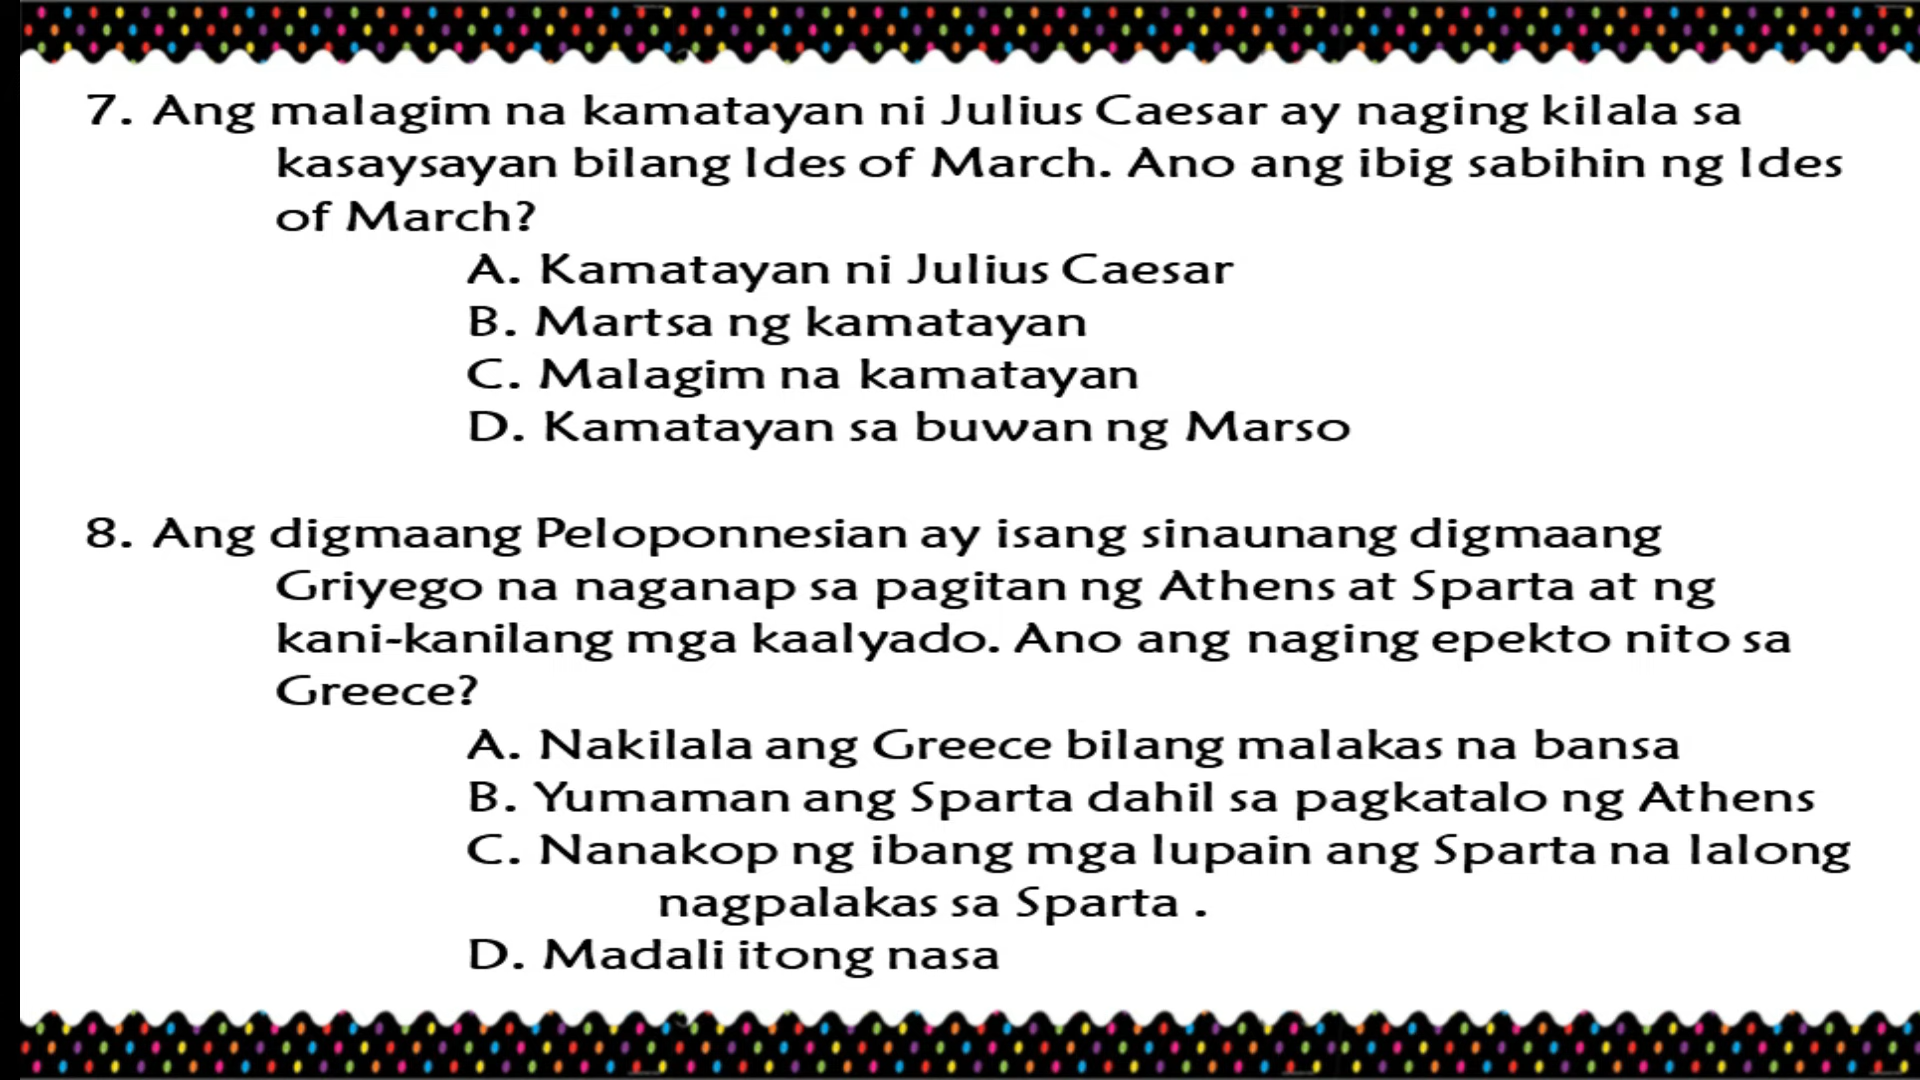 7. Ang malagim na kamatayan ni Julius Caesar ay naging kilala sa
kasaysayan bilang Ides of March. Ano ang ibig sabihin ng Ides
of March?
A. Kamatayan ni Julius Caesar
B. Martsa ng kamatayan
C. Malagim na kamatayan
D. Kamatayan sa buwan ng Marso
8. Ang digmaang Peloponnesian ay isang sinaunang digmaang
Griyego na naganap sa pagitan ng Athens at Sparta at ng
kani-kanilang mga kaalyado. Ano ang naging epekto nito sa
Greece?
A. Nakilala ang Greece bilang malakas na bansa
B. Yumaman ang Sparta dahil sa pagkatalo ng Athens
C. Nanakop ng ibang mga lupain ang Sparta na lalong
nagpalakas sa Sparta .
D. Madali itong nasa